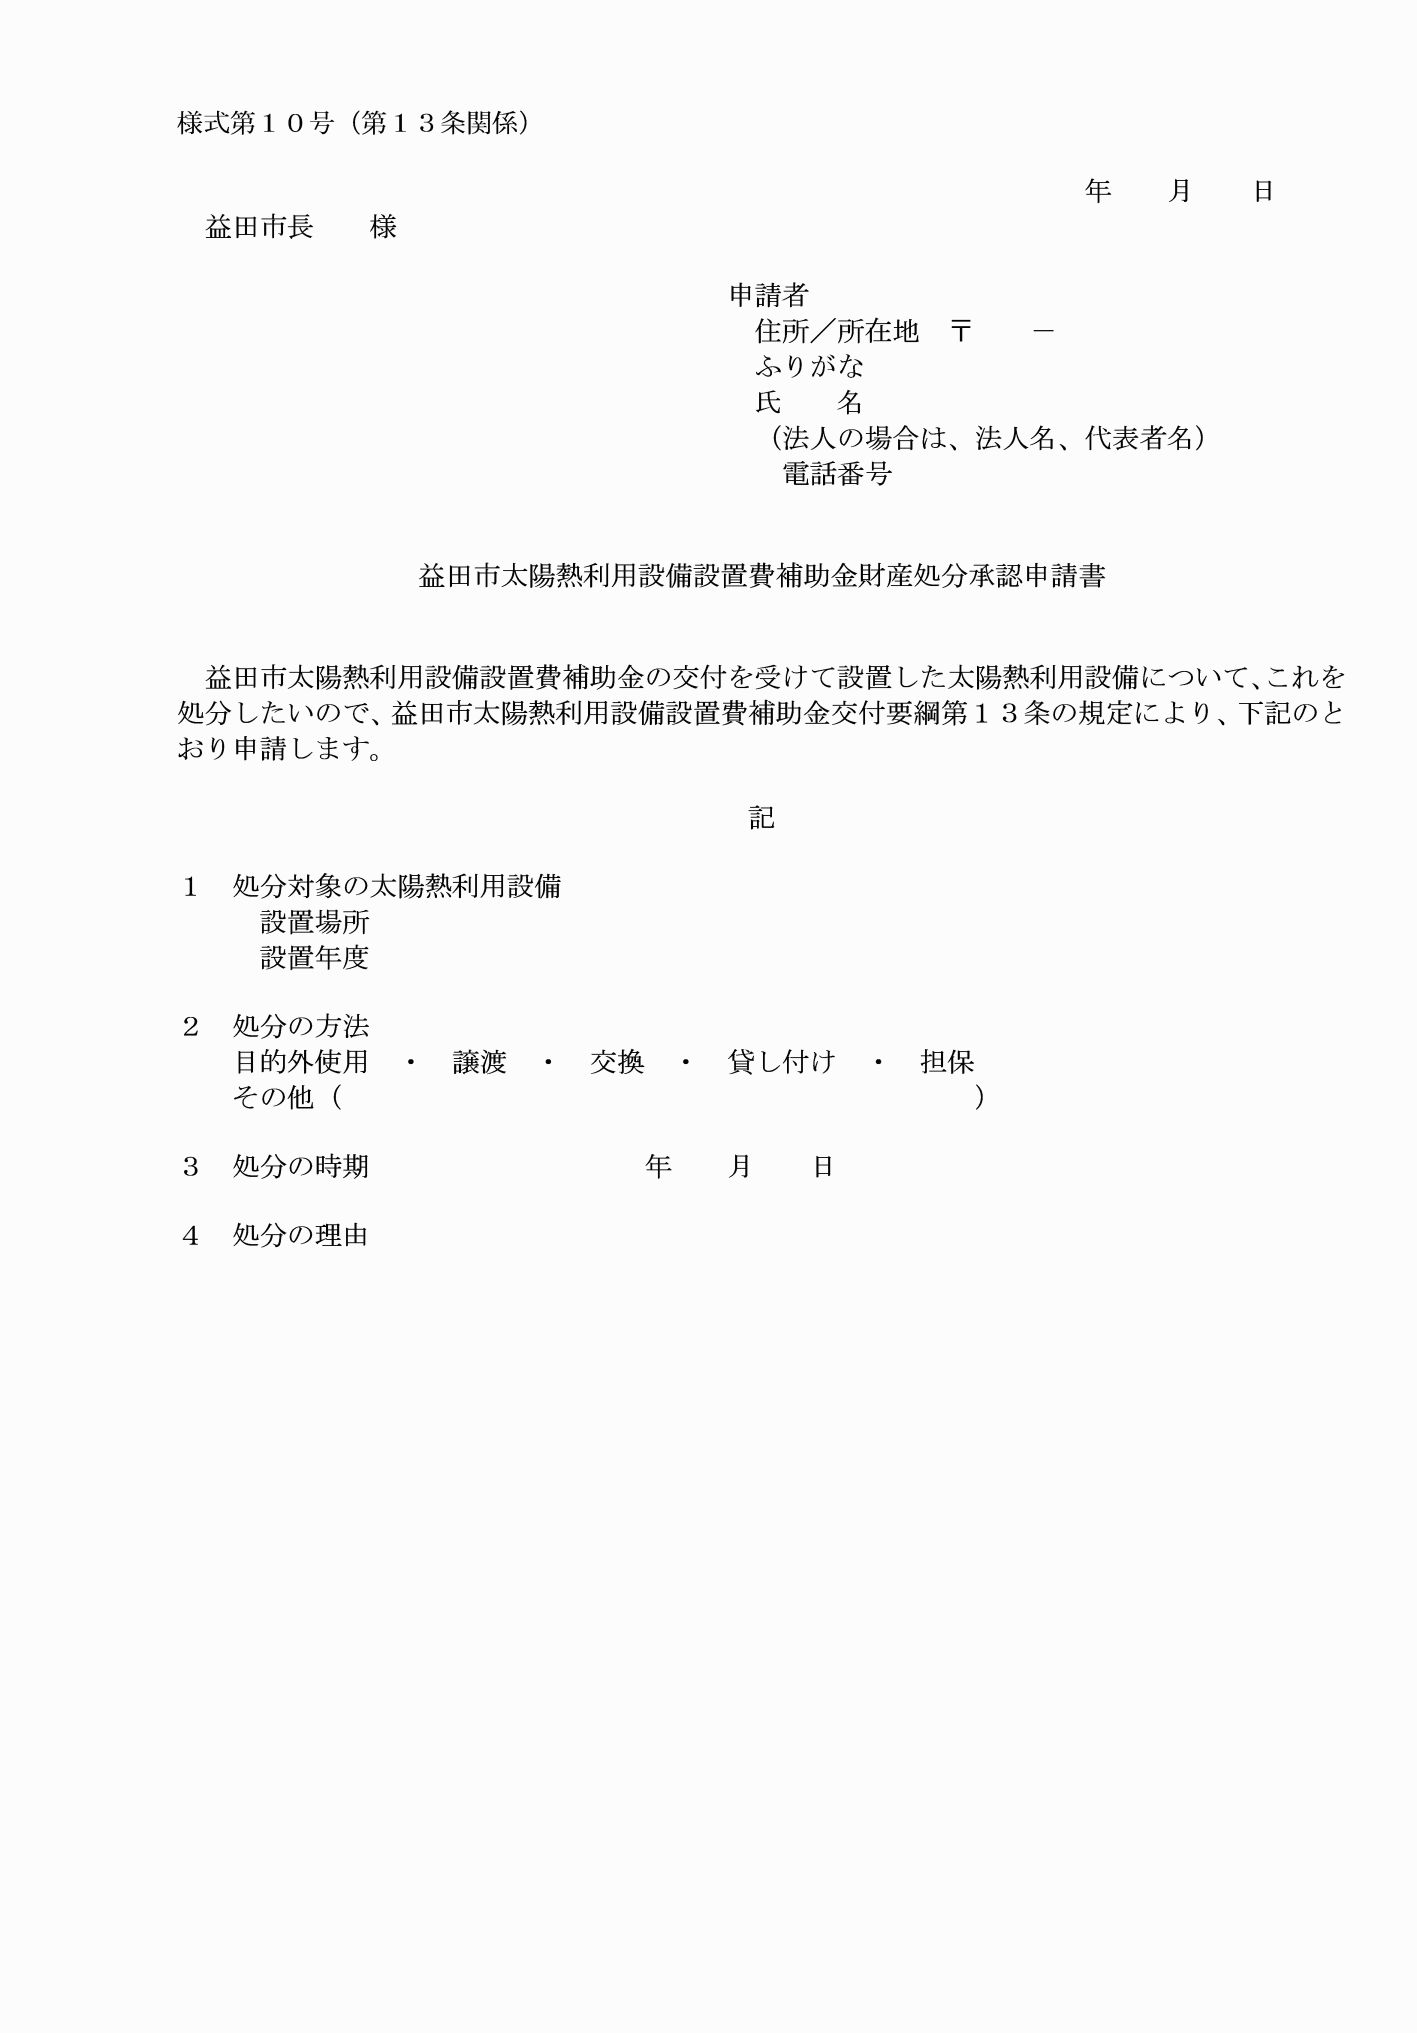 様式第１０号（第１３条関係）
年　　月　　日
益田市長　　様
申請者
住所／所在地　〒　　－
ふりがな
氏　　名
（法人の場合は、法人名、代表者名）
電話番号
益田市太陽熱利用設備設置費補助金財産処分承認申請書
益田市太陽熱利用設備設置費補助金の交付を受けて設置した太陽熱利用設備について、これを
処分したいので、益田市太陽熱利用設備設置費補助金交付要綱第１３条の規定により、下記のと
おり申請します。
記
１　処分対象の太陽熱利用設備
設置場所
設置年度
２　処分の方法
目的外使用　・　譲渡　・　交換　・　貸し付け　・　担保
その他（　　　　　　　　　　　　　　　　　　　　　　　）
３　処分の時期　　　　　　　　　　年　　月　　日
４　処分の理由